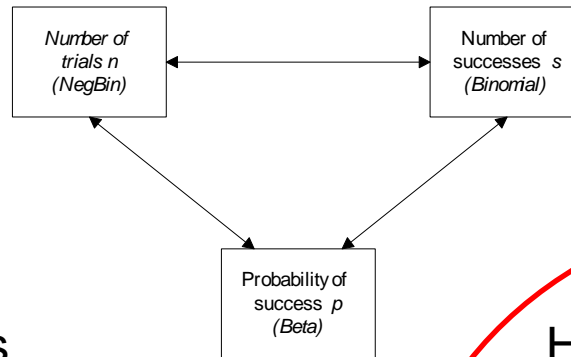 Number of
trials n
(NegBin)
Number of
successes s
(Binomial)
Probability of
success p
(Beta)
s
H